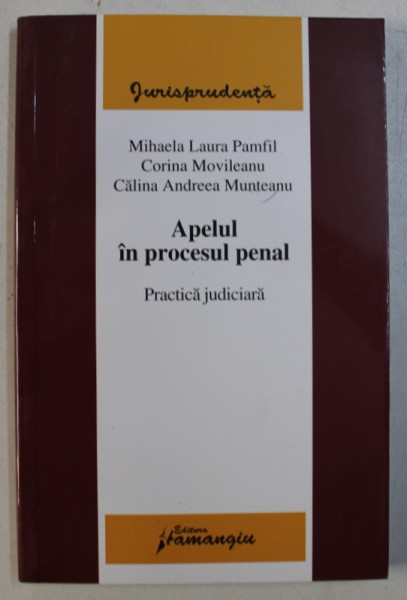 Jurisprudență
Mihaela Laura Pamfil
Corina Movileanu
Călina Andreea Munteanu
Apelul
în procesul penal
Practică judiciară
Editura
Hamangiu